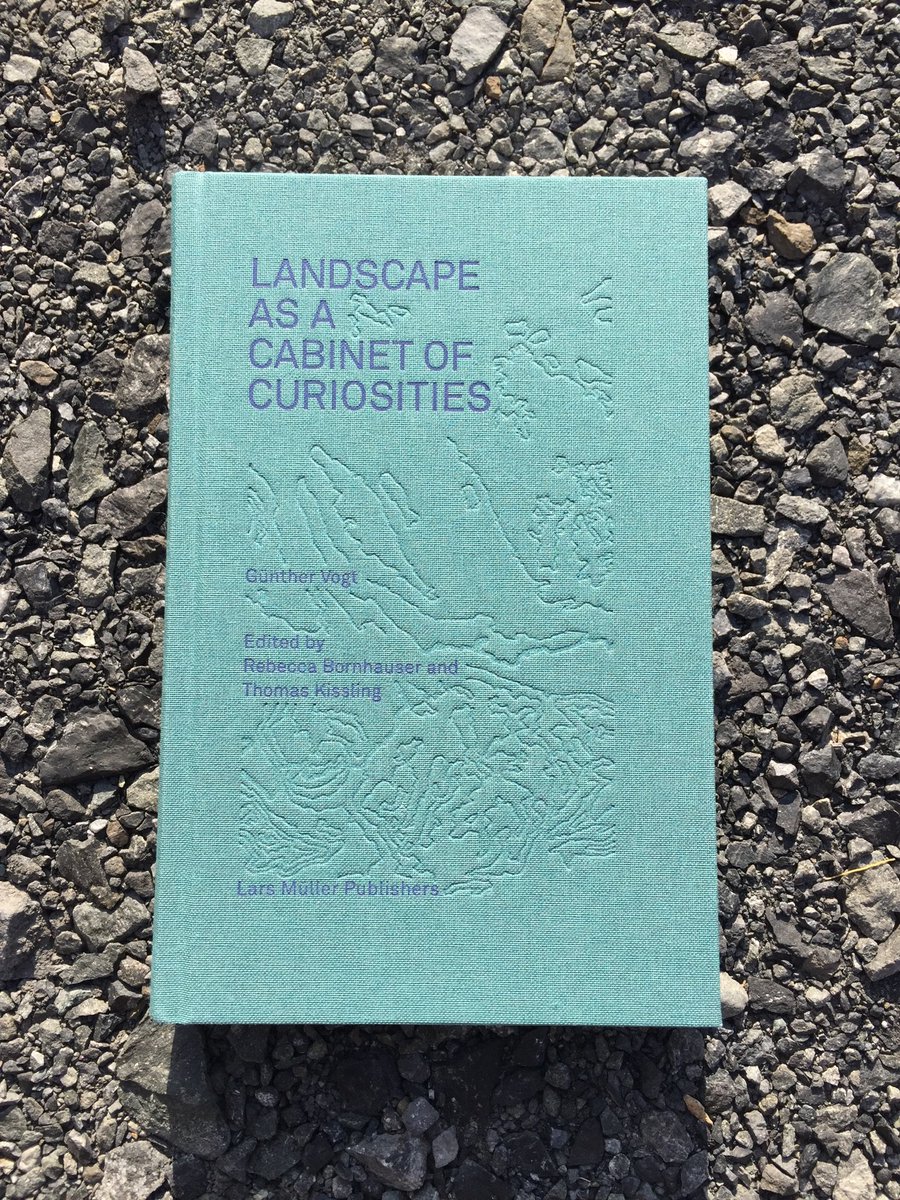 LANDSCAPE
AS A
CABINET OF
CURIOSITIES
Günther Vogt
Edited by
Rebecca Bornhauser and
Thomas Kissling
Lars Müller Publishers